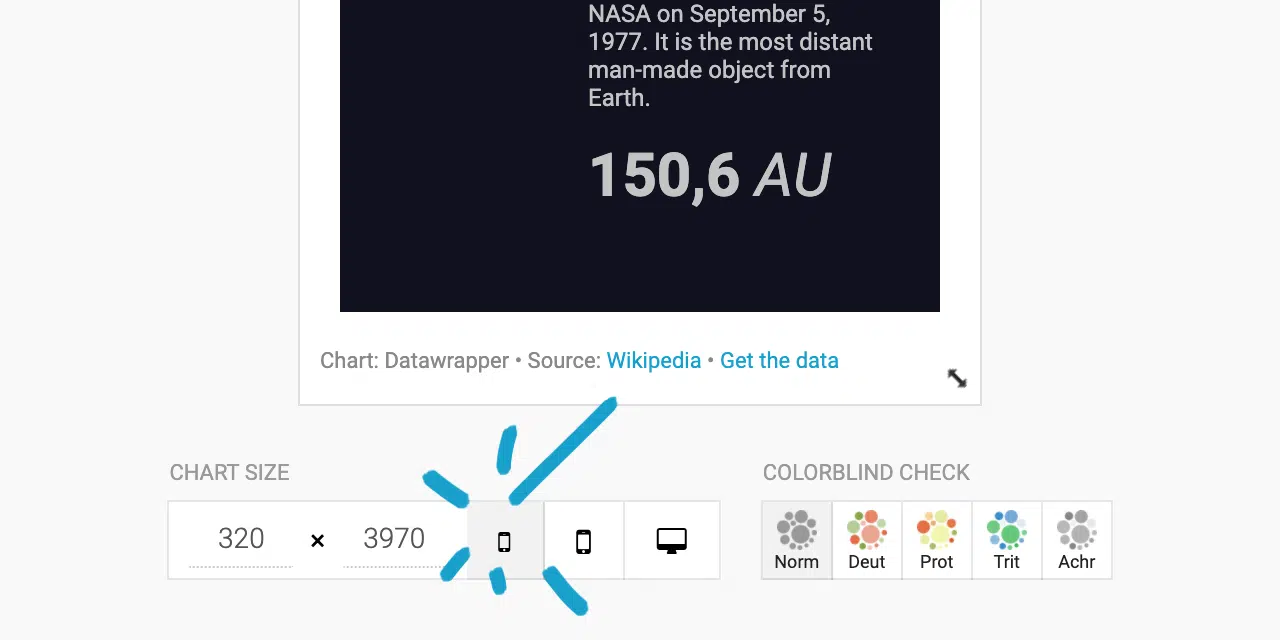 NASA on September 5,
1977. It is the most distant
man-made object from
Earth.
150,6 AU
Chart: Datawrapper • Source: Wikipedia • Get the data
CHART SIZE
320 × 3970
COLORBLIND CHECK
Norm Deut Prot Trit Achr